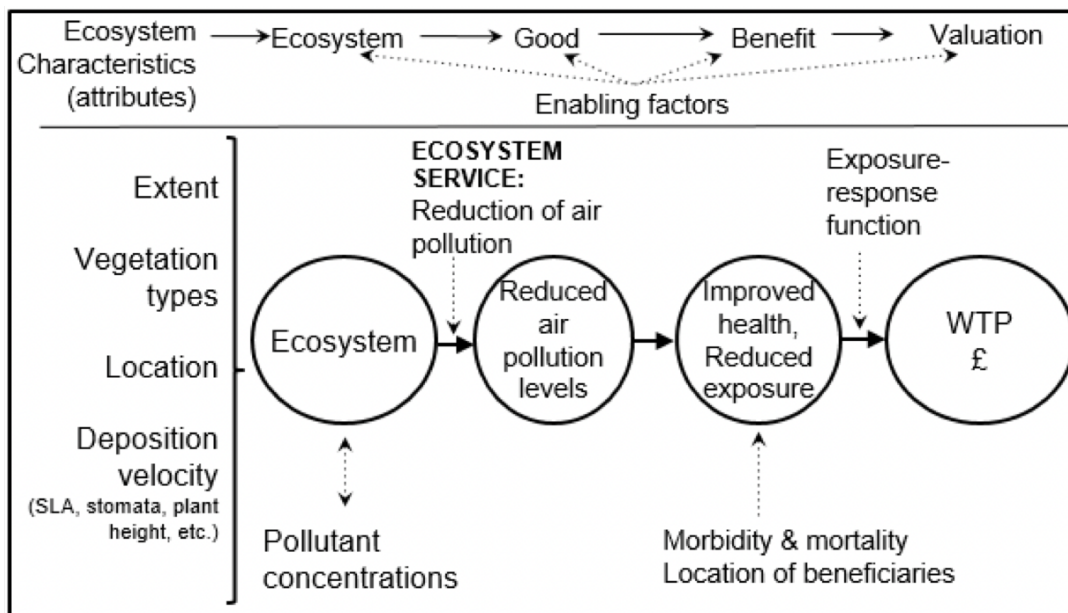 Ecosystem
Characteristics
(attributes)
Ecosystem
Good
Benefit
Valuation
Enabling factors
Extent
Vegetation
types
Location
Deposition
velocity
(SLA, stomata, plant
height, etc.)
ECOSYSTEM
SERVICE:
Reduction of air
pollution
Exposure-
response
function
Ecosystem
Reduced
air
pollution
levels
Improved
health,
Reduced
exposure
WTP
£
Pollutant
concentrations
Morbidity & mortality
Location of beneficiaries